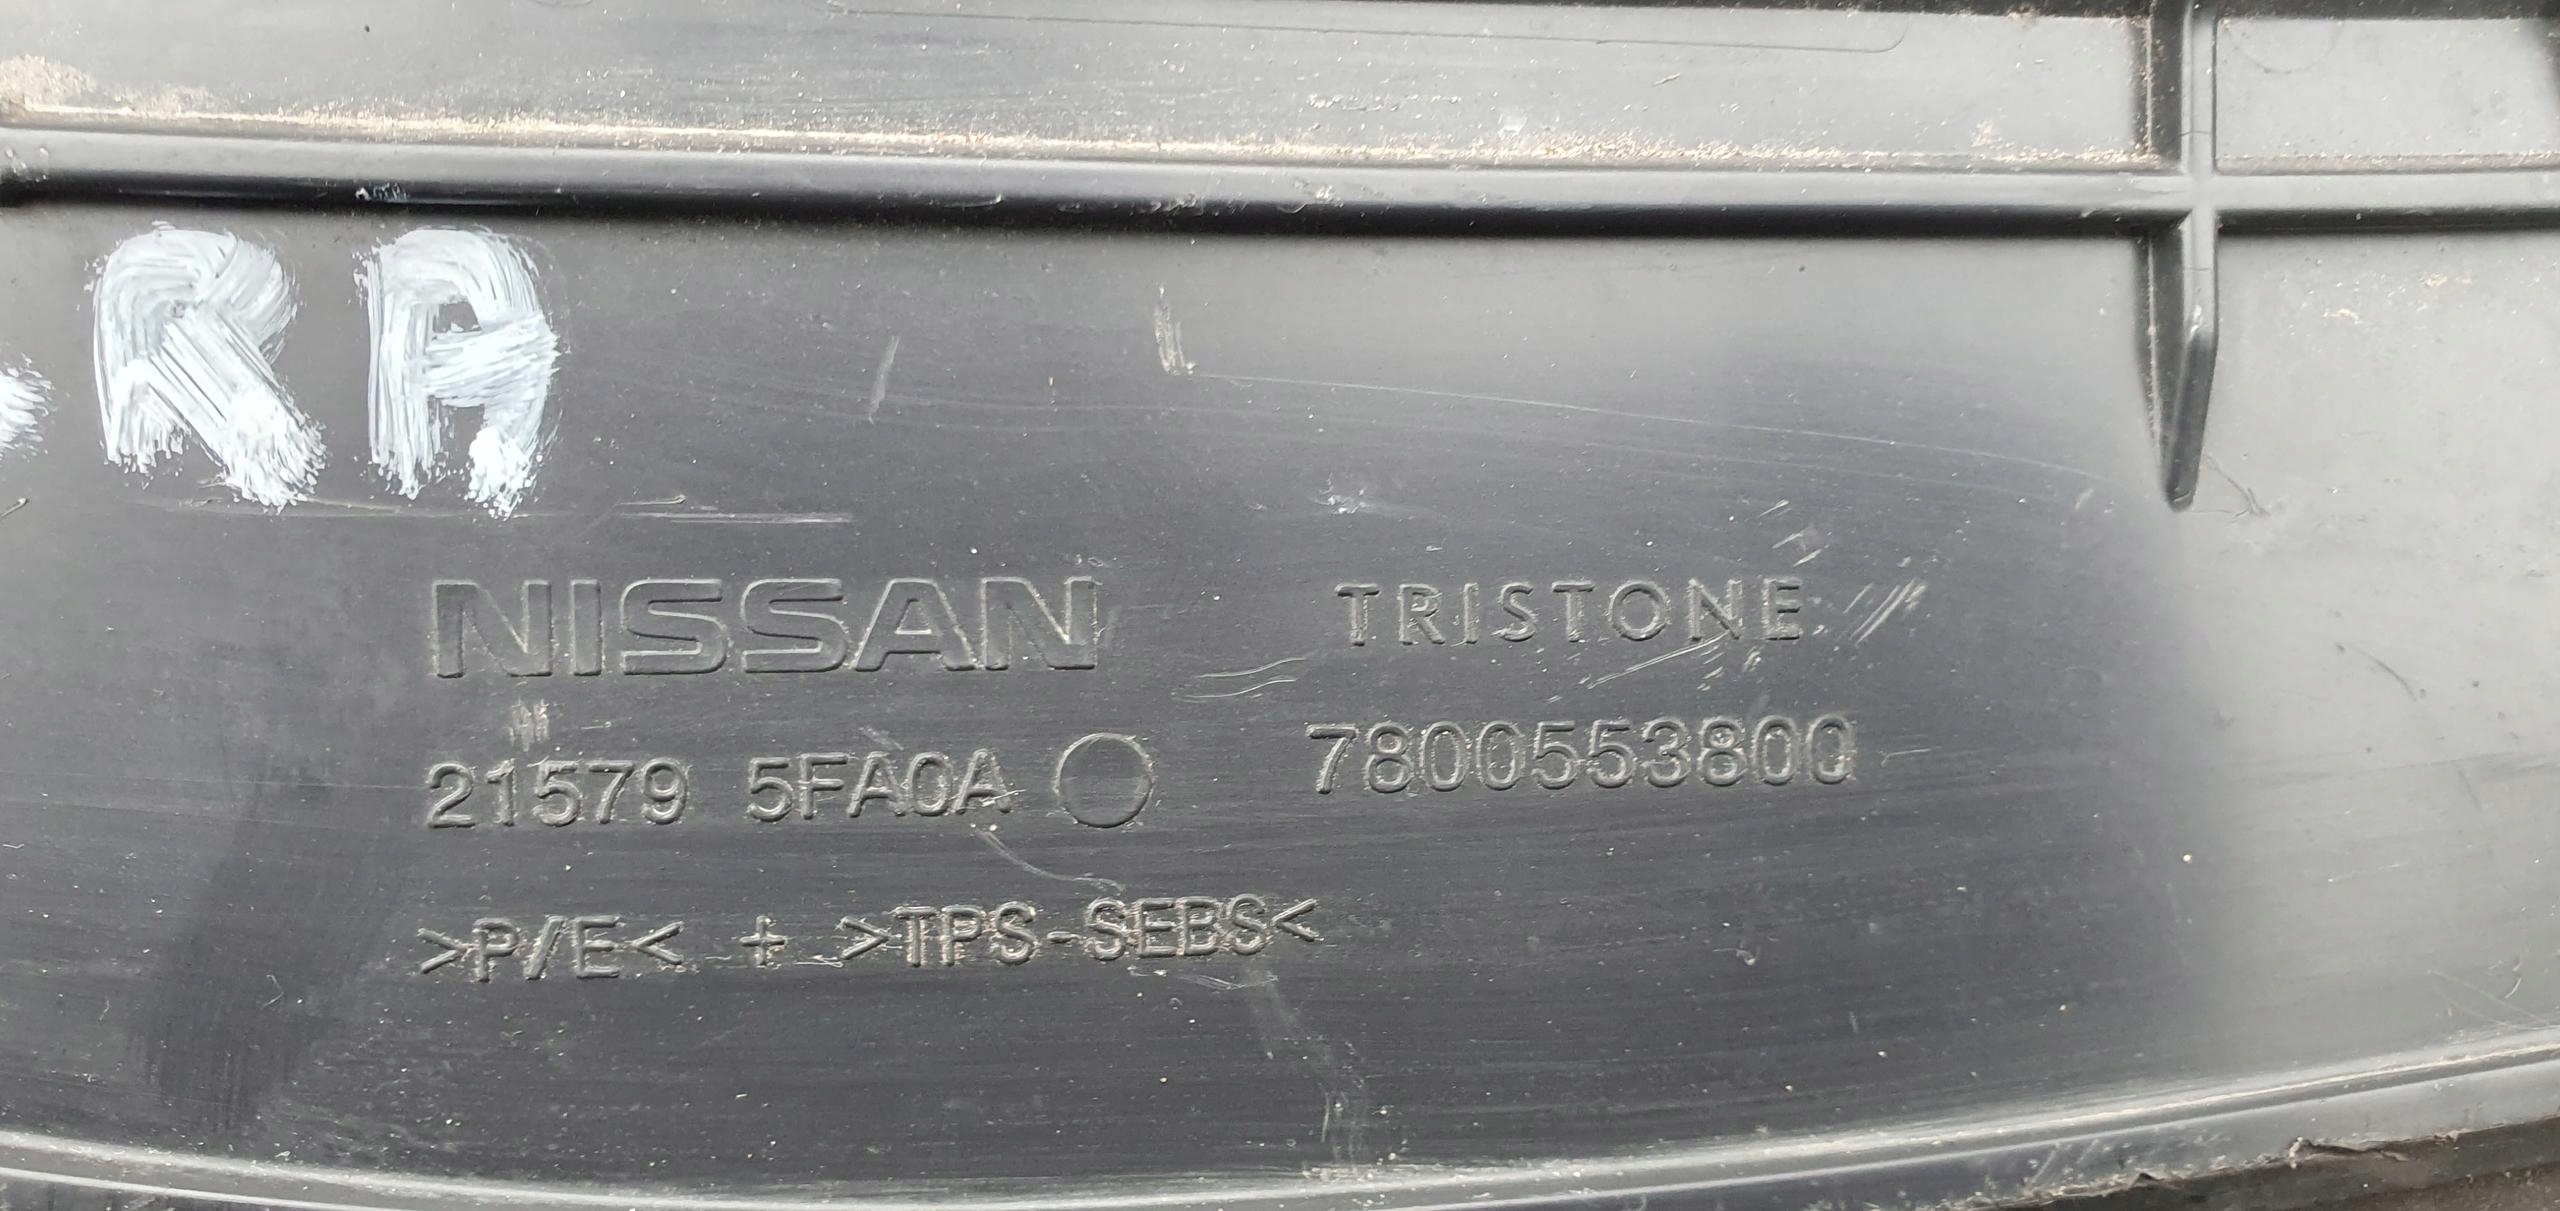 RA
NISSAN
TRISTONE
21579 5FA0A
7800553800
>P/E< + >TPS-SEBS<